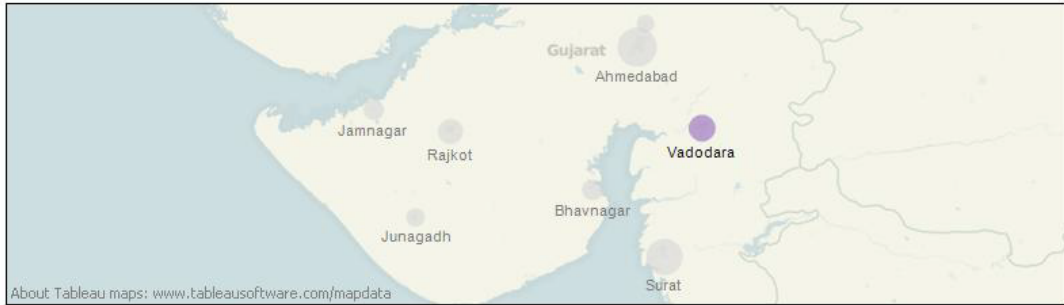 Gujarat
Ahmedabad
Jamnagar
Rajkot
Vadodara
Bhavnagar
Junagadh
Surat
About Tableau maps: www.tableausoftware.com/mapdata